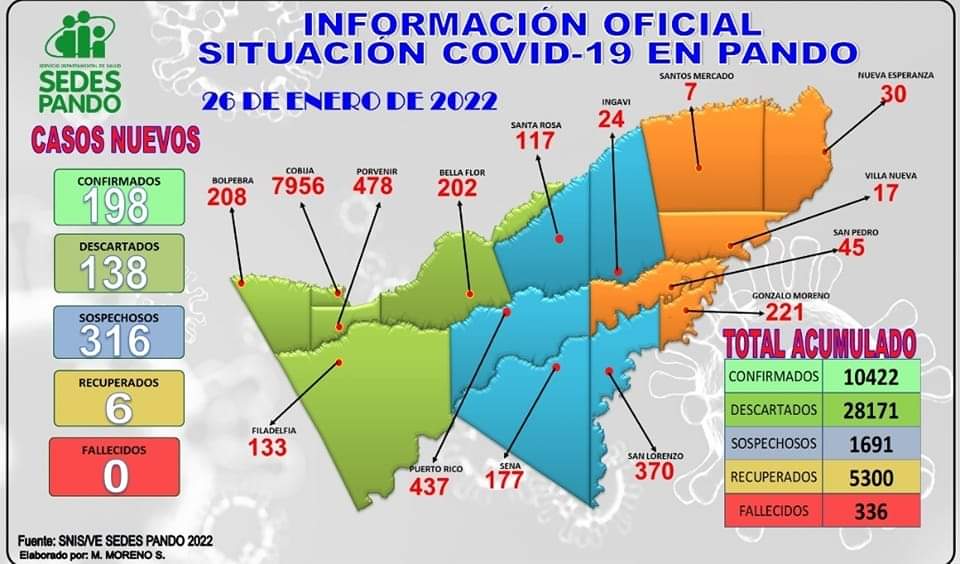 INFORMACIÓN OFICIAL
SITUACIÓN COVID-19 EN PANDO
SERVICIO DEPARTAMENTAL DE SALUD
SEDES
PANDO
26 DE ENERO DE 2022
CASOS NUEVOS
CONFIRMADOS
198
DESCARTADOS
138
SOSPECHOSOS
316
RECUPERADOS
6
FALLECIDOS
0
BOLPEBRA
208
COBIJA
7956
PORVENIR
478
BELLA FLOR
202
SANTA ROSA
117
INGAVI
24
SANTOS MERCADO
7
NUEVA ESPERANZA
30
VILLA NUEVA
17
SAN PEDRO
45
GONZALO MORENO
221
FILADELFIA
133
PUERTO RICO
437
SENA
177
SAN LORENZO
370
TOTAL ACUMULADO
CONFIRMADOS 10422
DESCARTADOS 28171
SOSPECHOSOS 1691
RECUPERADOS 5300
FALLECIDOS 336
Fuente: SNIS/VE SEDES PANDO 2022
Elaborado por: M. MORENO S.